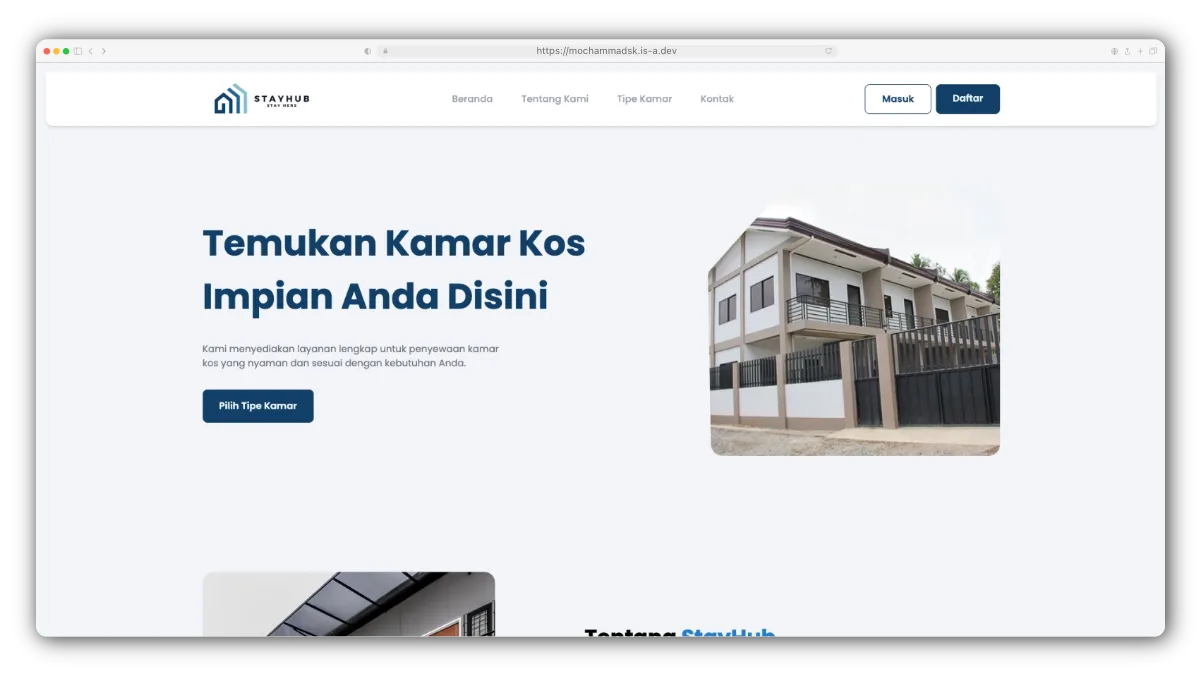 https://mochammadsk.is-a.dev
STAYHUB
STAY HERE
Beranda
Tentang Kami
Tipe Kamar
Kontak
Masuk
Daftar
Temukan Kamar Kos
Impian Anda Disini
Kami menyediakan layanan lengkap untuk penyewaan kamar
kos yang nyaman dan sesuai dengan kebutuhan Anda.
Pilih Tipe Kamar
Tentang StayHub